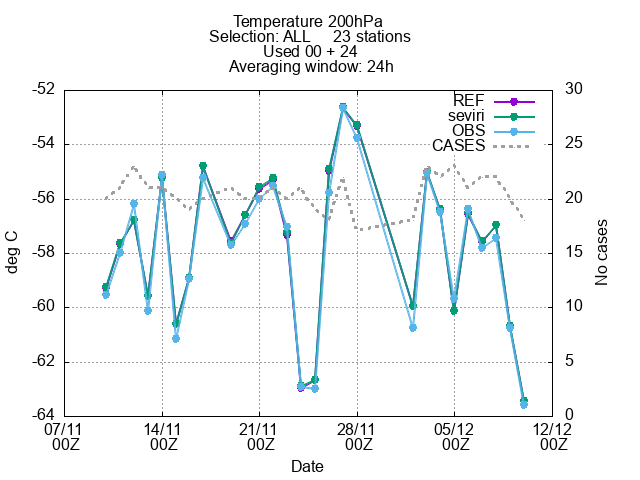 Temperature 200hPa
Selection: ALL 23 stations
Used 00 + 24
Averaging window: 24h
-52
-54
-56
-58
-60
-62
-64
deg C
30
25
20
15
10
5
0
No cases
REF
seviri
OBS
CASES
07/11 14/11 21/11 28/11 05/12 12/12
00Z 00Z 00Z 00Z 00Z 00Z
Date